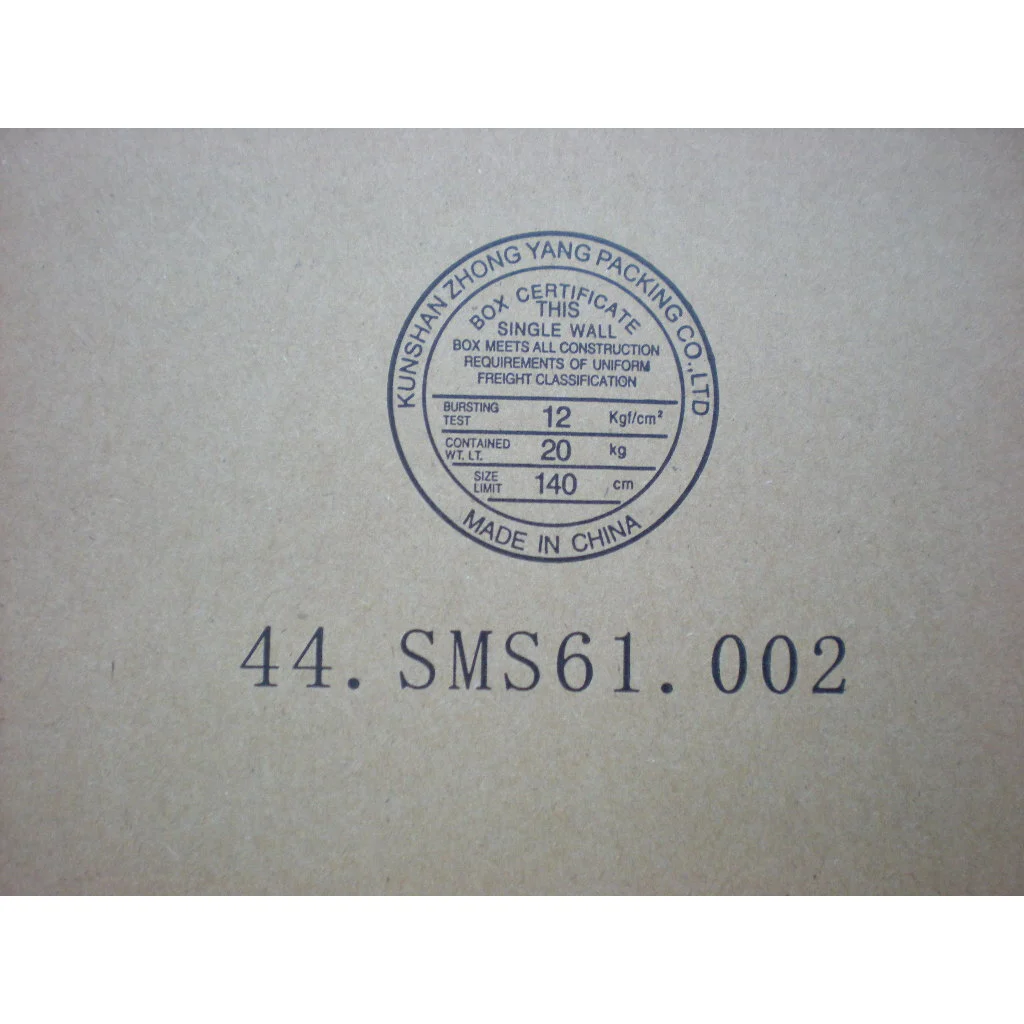 KUNSHAN ZHONG YANG PACKING CO.,LTD
BOX CERTIFICATE
THIS
SINGLE WALL
BOX MEETS ALL CONSTRUCTION
REQUIREMENTS OF UNIFORM
FREIGHT CLASSIFICATION
BURSTING TEST 12 Kgf/cm²
CONTAINED WT. LT. 20 kg
SIZE LIMIT 140 cm
MADE IN CHINA
44.SMS61.002